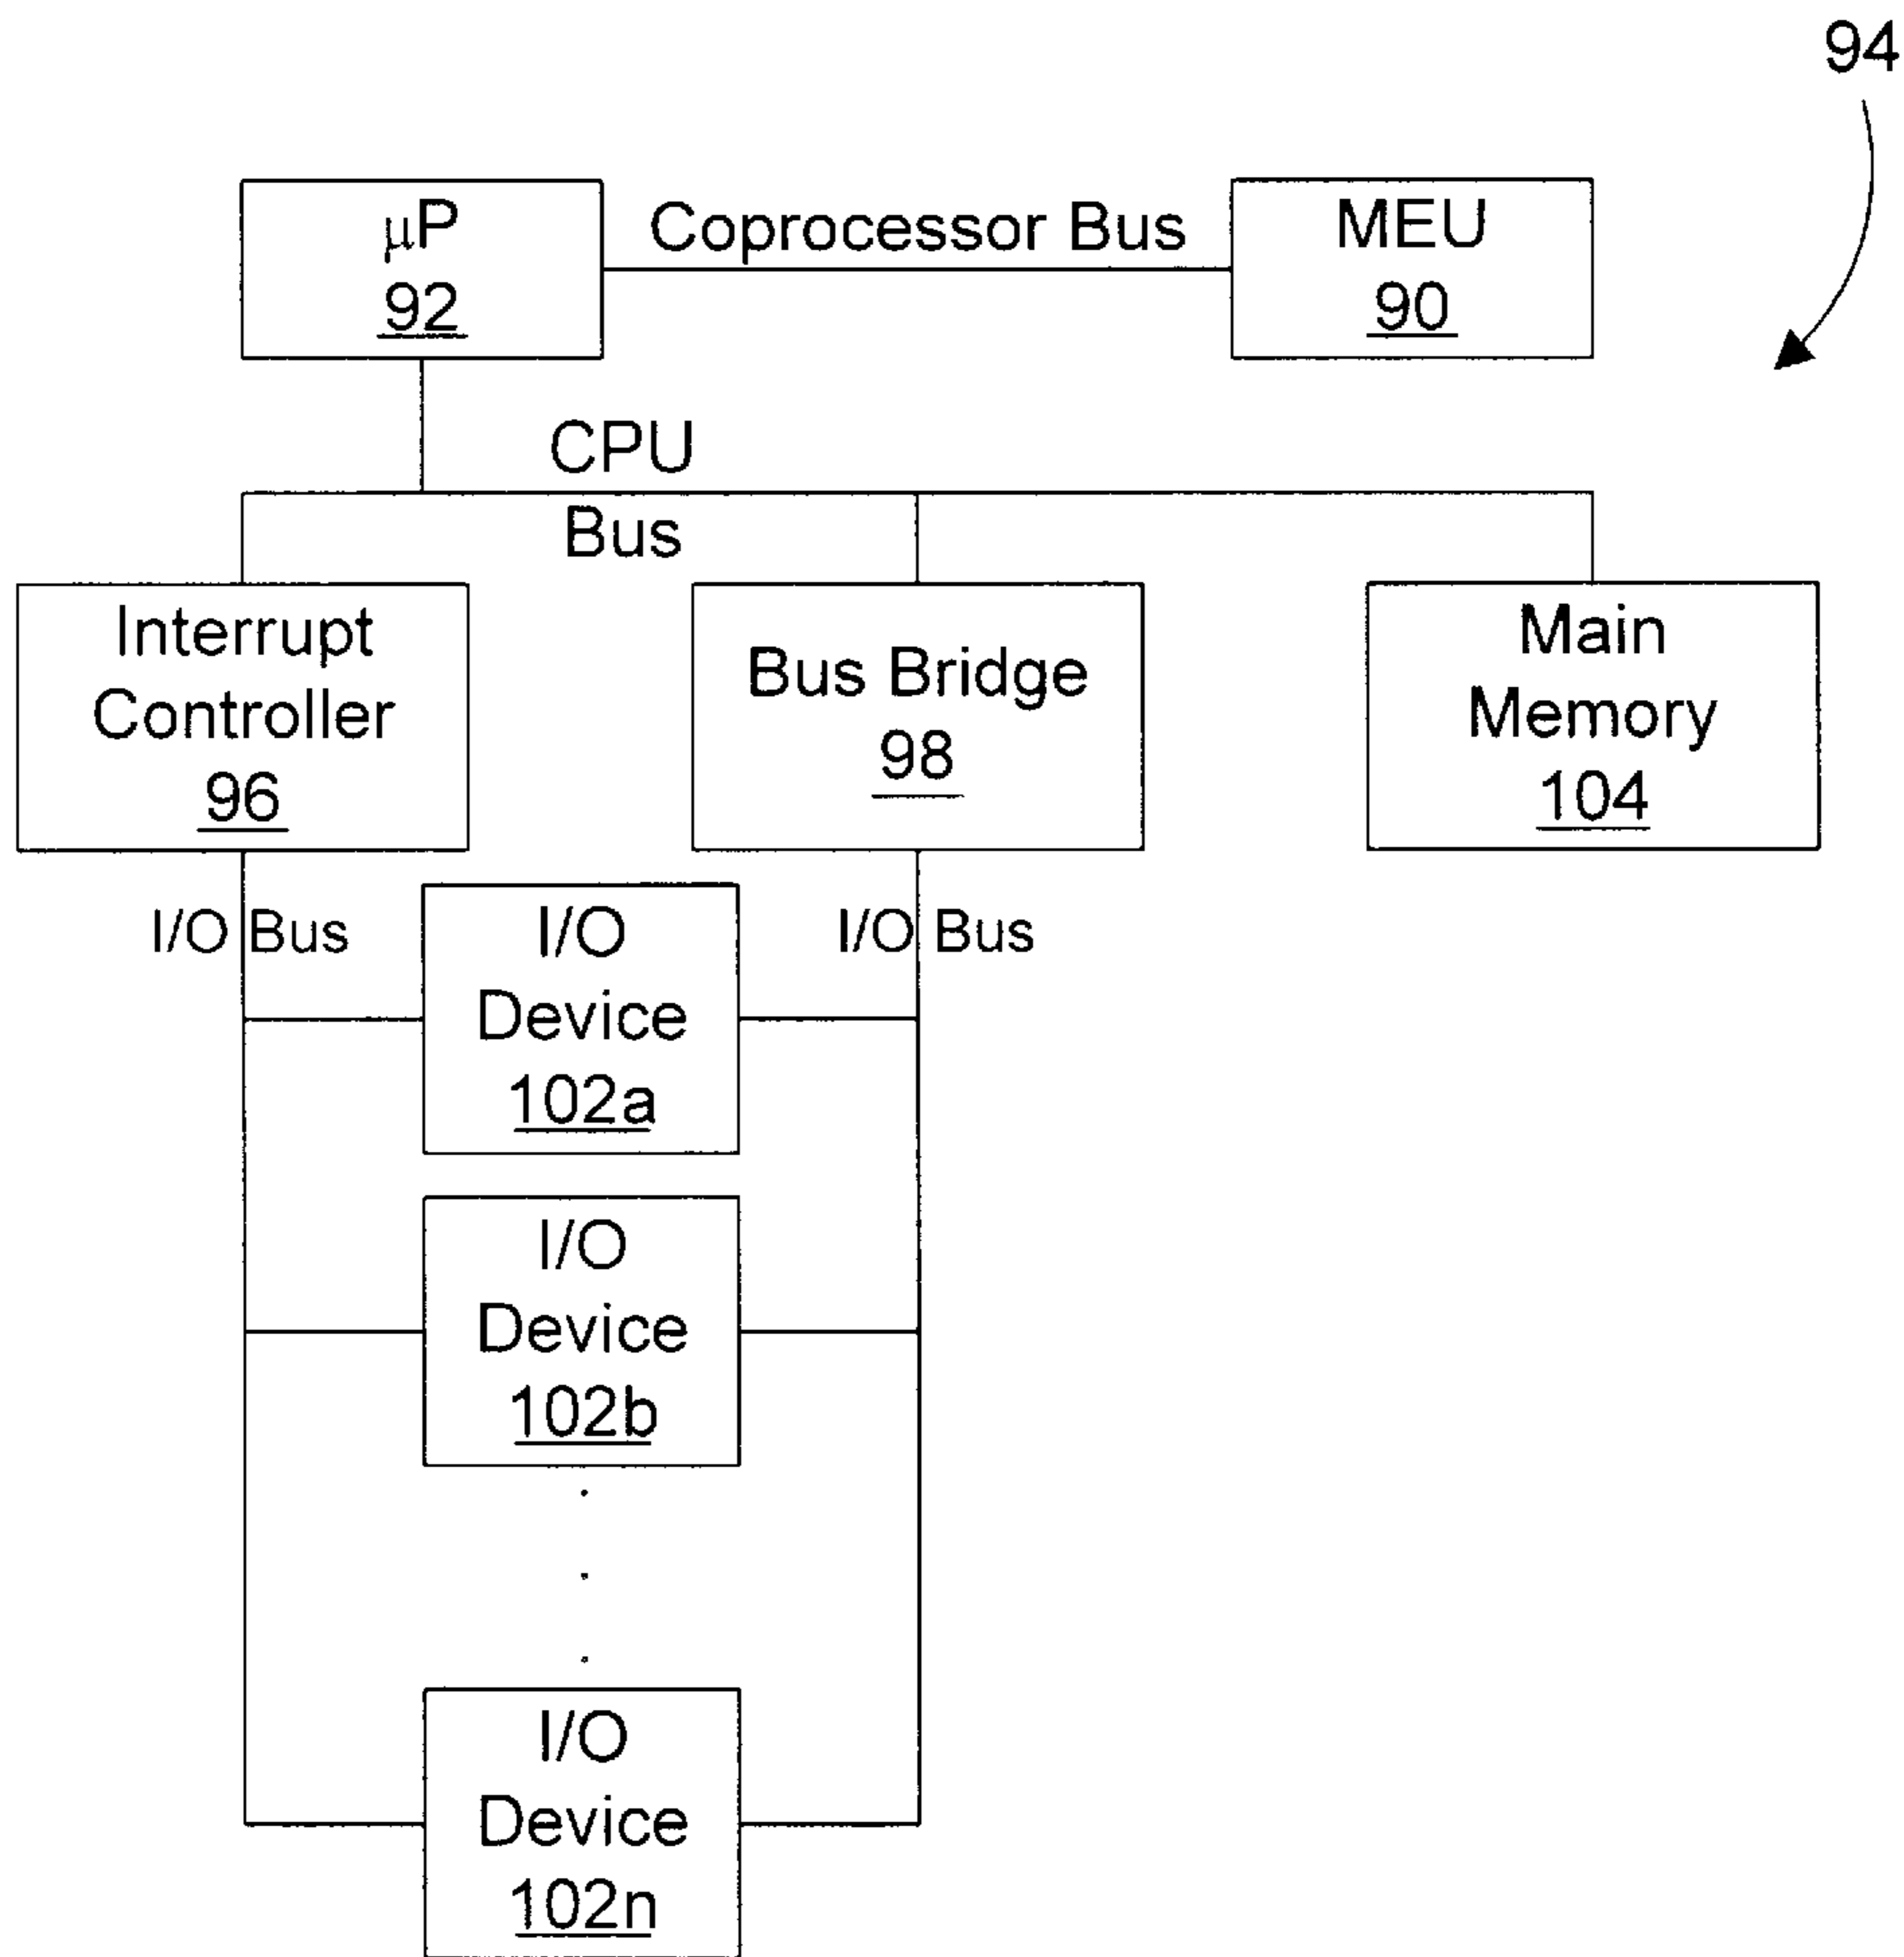 94
μP
92
Coprocessor Bus
MEU
90
CPU
Bus
Interrupt
Controller
96
Bus Bridge
98
Main
Memory
104
I/O Bus
I/O Bus
I/O
Device
102a
I/O
Device
102b
.
.
.
I/O
Device
102n